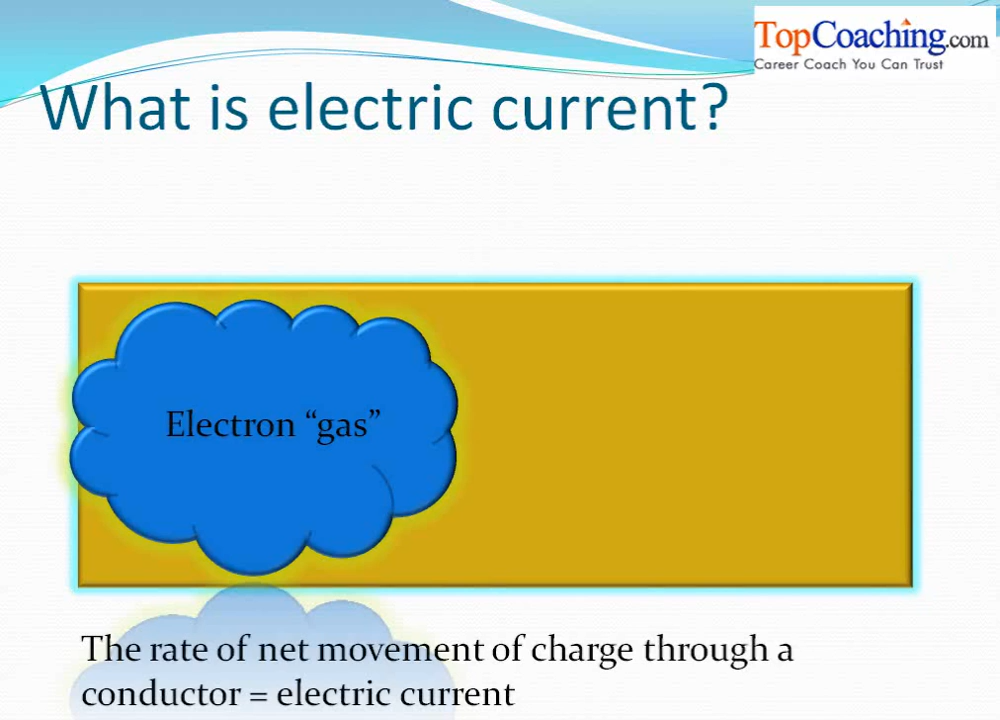 TopCoaching.com
Career Coach You Can Trust
What is electric current?
Electron “gas”
The rate of net movement of charge through a
conductor = electric current